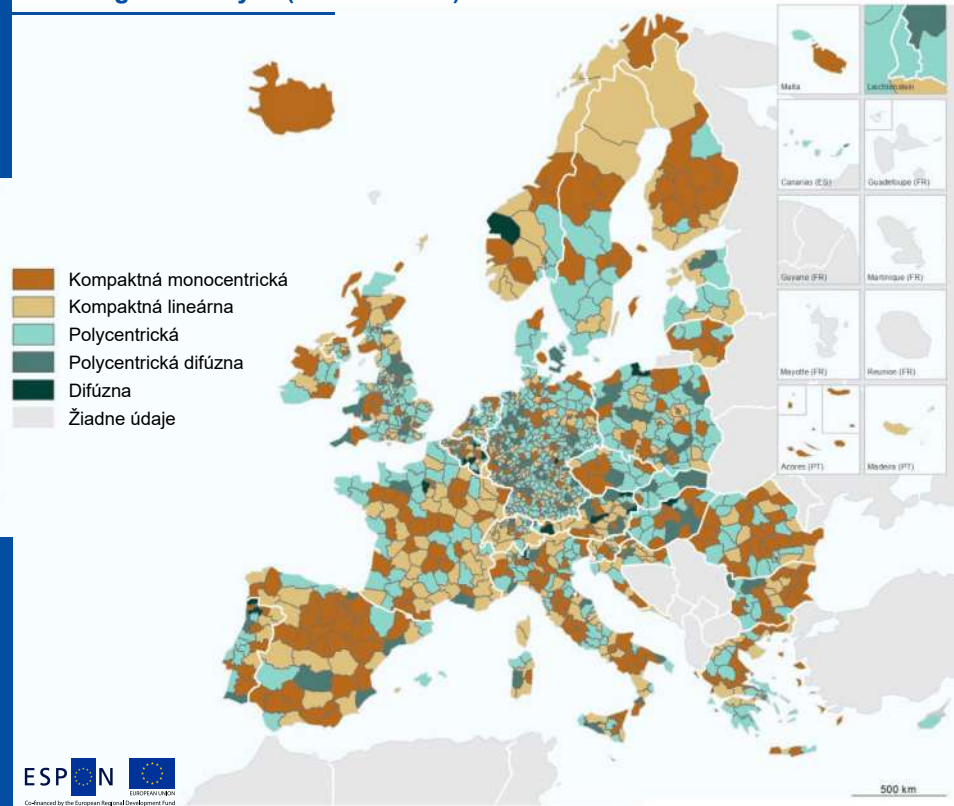 Kompaktná monocentrická
Kompaktná lineárna
Polycentrická
Polycentrická difúzna
Difúzna
Žiadne údaje
Malta
Liechtenstein
Canarias (ES)
Guadeloupe (FR)
Guyane (FR)
Martinique (FR)
Mayotte (FR)
Reunion (FR)
Acores (PT)
Madeira (PT)
500 km
ESPON
EUROPEAN UNION
Co-financed by the European Regional Development Fund